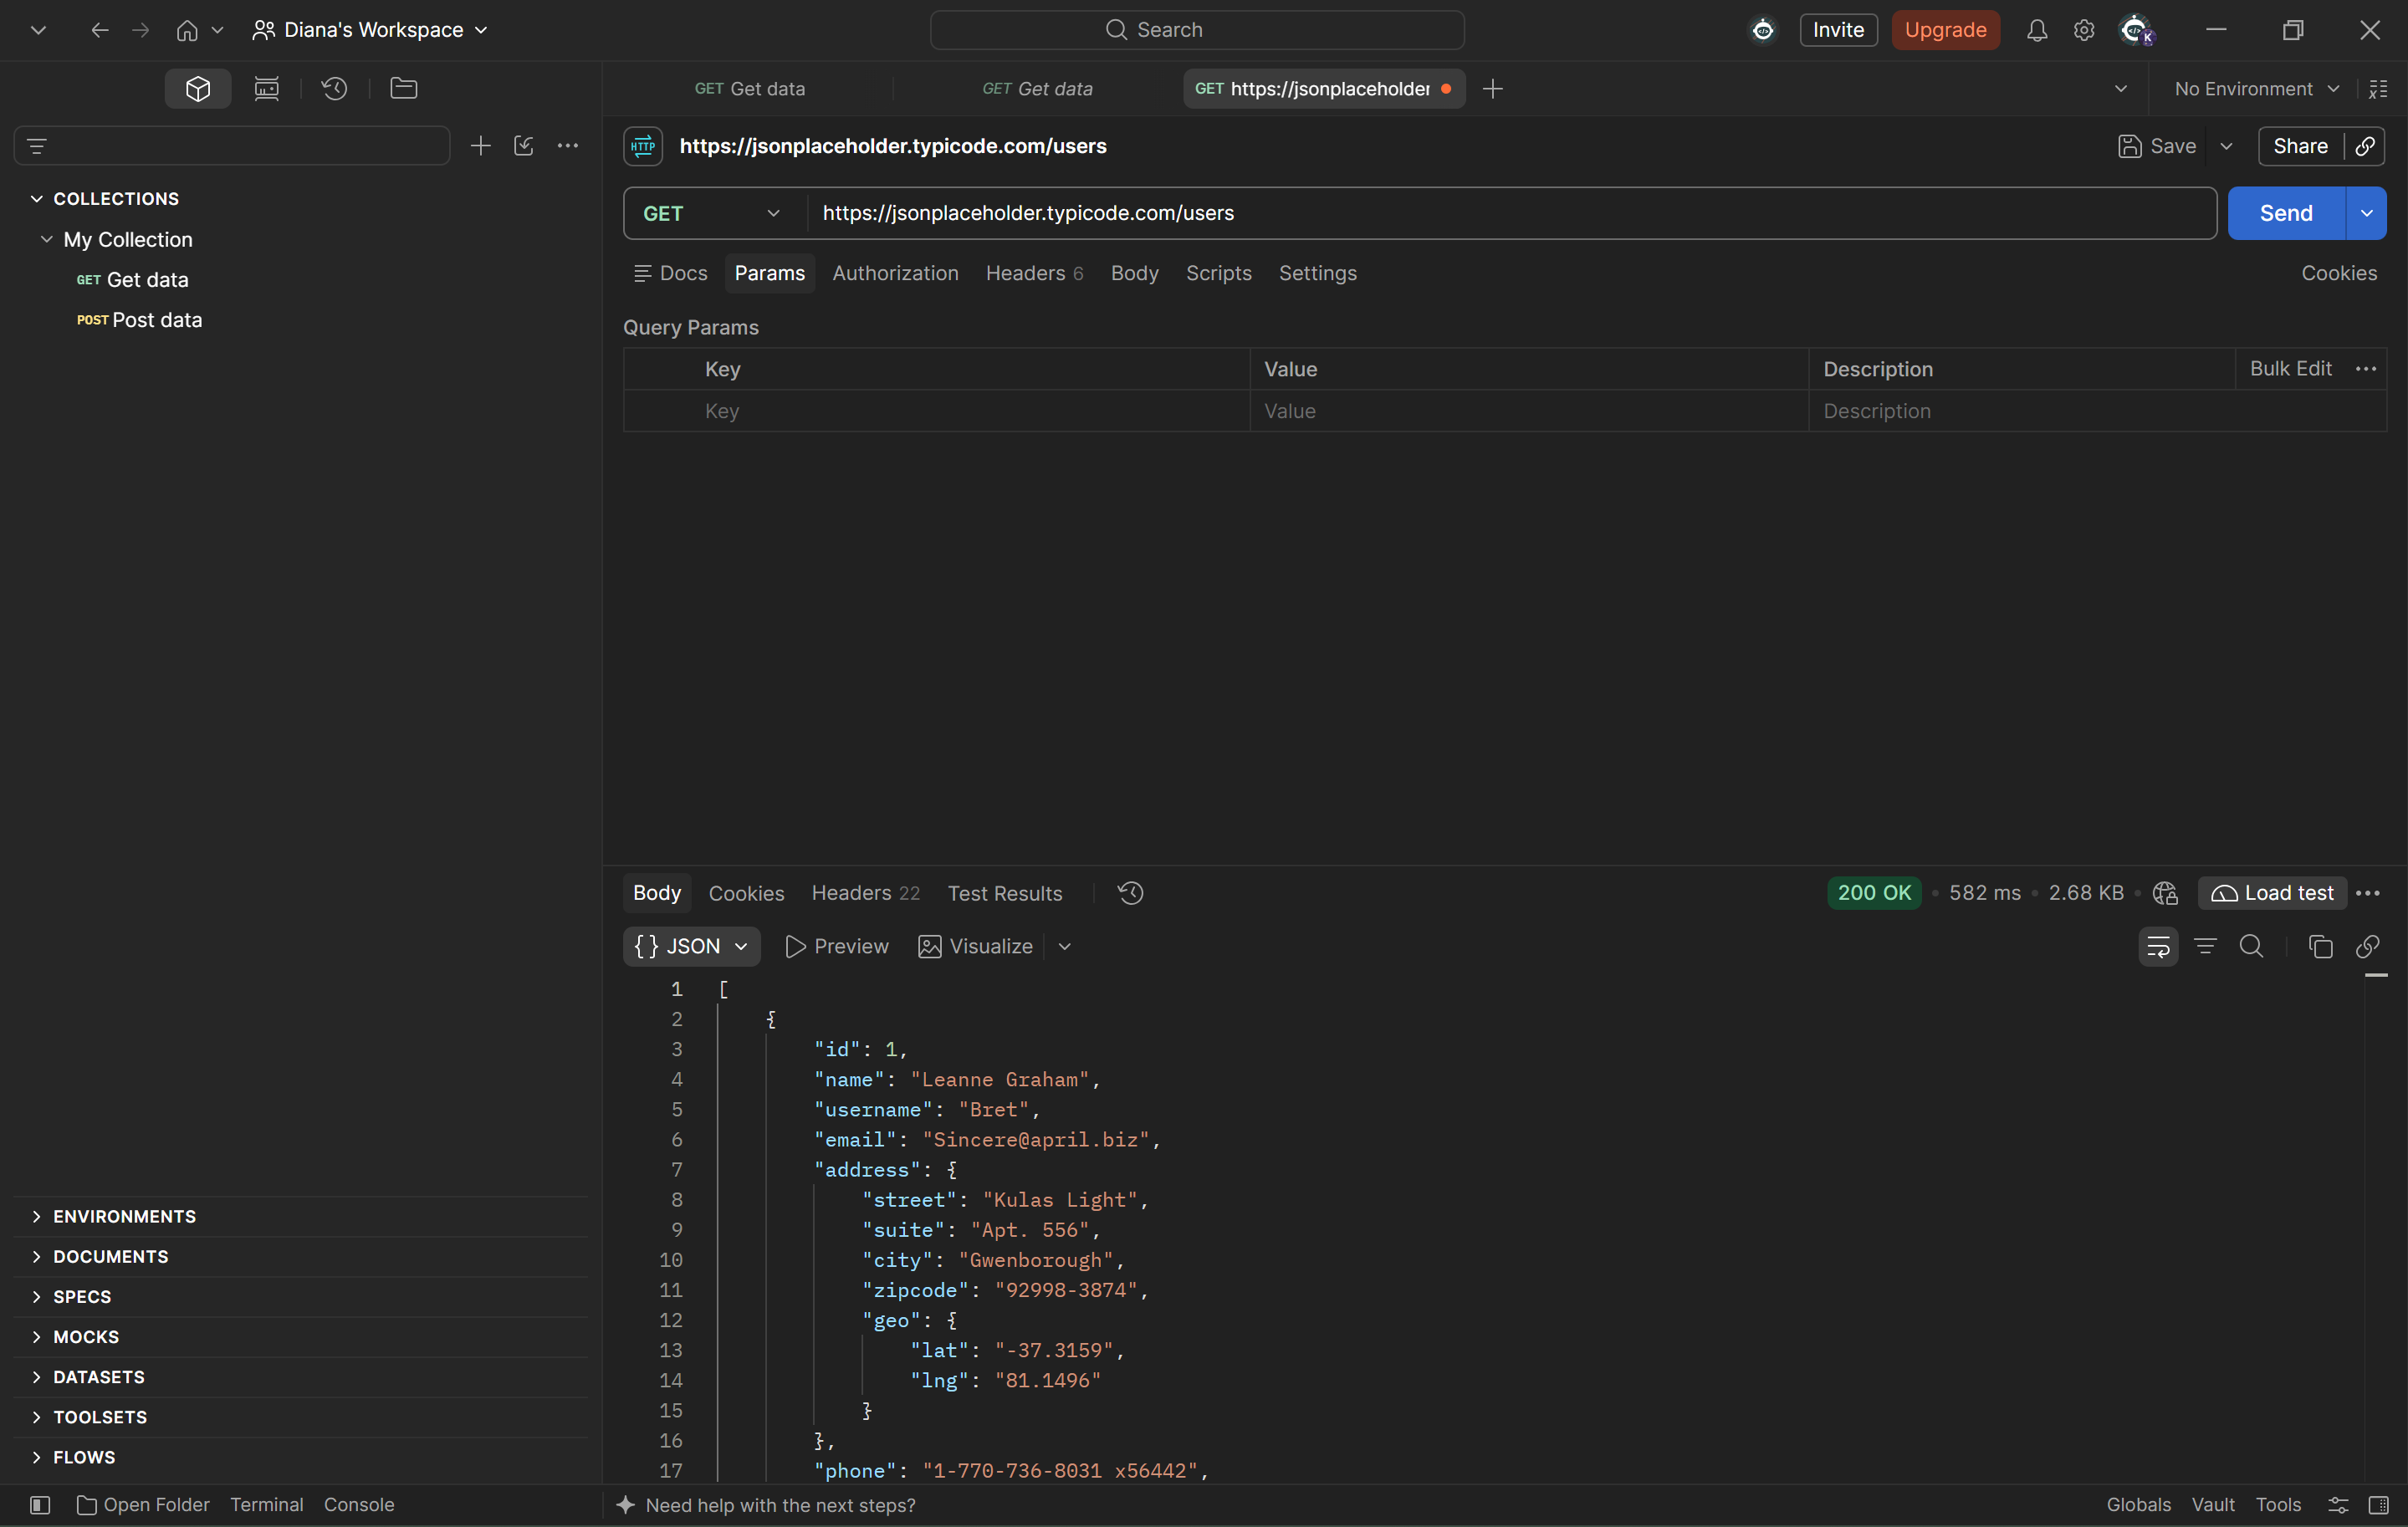 Diana's Workspace
Search
Invite
Upgrade
K
GET Get data
GET Get data
GET https://jsonplaceholder
No Environment
HTTP
https://jsonplaceholder.typicode.com/users
Save
Share
GET
https://jsonplaceholder.typicode.com/users
Send
Docs
Params
Authorization
Headers 6
Body
Scripts
Settings
Cookies
Query Params
Key
Value
Description
Bulk Edit
Key
Value
Description
COLLECTIONS
My Collection
GET Get data
POST Post data
ENVIRONMENTS
DOCUMENTS
SPECS
MOCKS
DATASETS
TOOLSETS
FLOWS
Body
Cookies
Headers 22
Test Results
200 OK
582 ms
2.68 KB
Load test
{ } JSON
Preview
Visualize
1 [
2 {
3 "id": 1,
4 "name": "Leanne Graham",
5 "username": "Bret",
6 "email": "Sincere@april.biz",
7 "address": {
8 "street": "Kulas Light",
9 "suite": "Apt. 556",
10 "city": "Gwenborough",
11 "zipcode": "92998-3874",
12 "geo": {
13 "lat": "-37.3159",
14 "lng": "81.1496"
15 }
16 },
17 "phone": "1-770-736-8031 x56442",
Open Folder
Terminal
Console
Need help with the next steps?
Globals
Vault
Tools